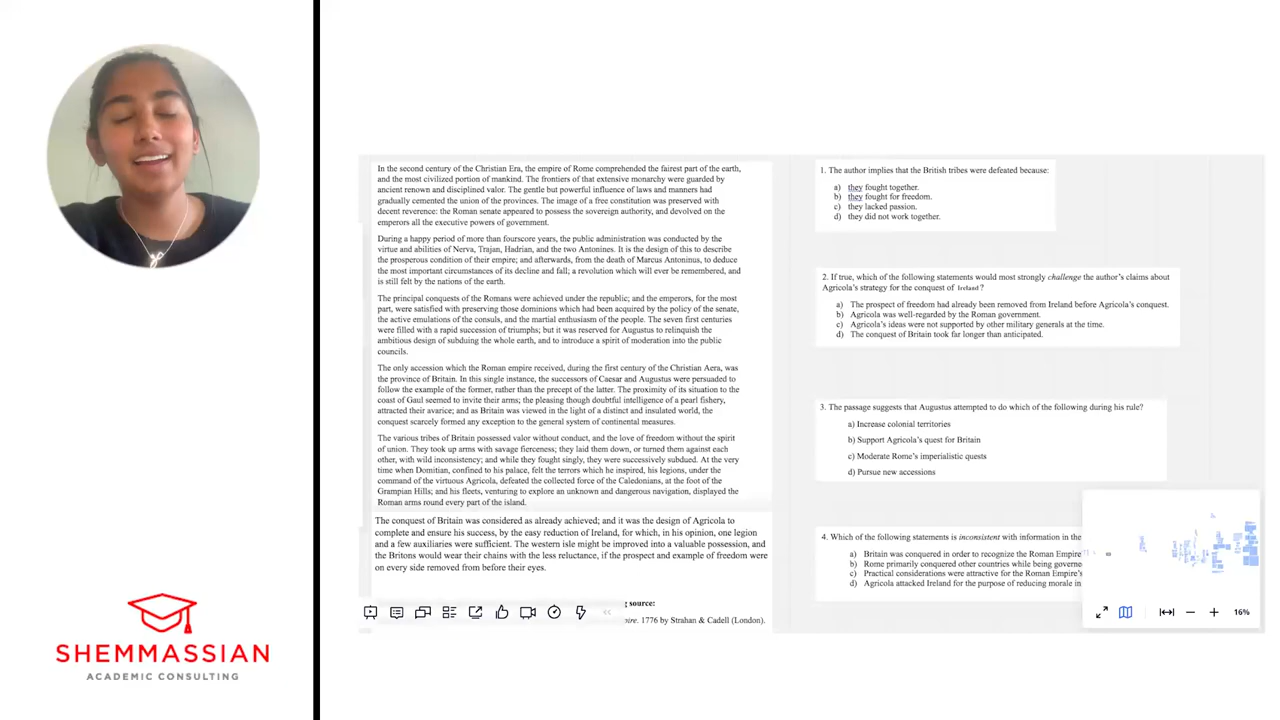 In the second century of the Christian Era, the empire of Rome comprehended the fairest part of the earth,
and the most civilized portion of mankind. The frontiers of that extensive monarchy were guarded by
ancient renown and disciplined valor. The gentle but powerful influence of laws and manners had
gradually cemented the union of the provinces. The image of a free constitution was preserved with
decent reverence: the Roman senate appeared to possess the sovereign authority, and devolved on the
emperors all the executive powers of government.
During a happy period of more than fourscore years, the public administration was conducted by the
virtue and abilities of Nerva, Trajan, Hadrian, and the two Antonines. It is the design of this to describe
the prosperous condition of their empire; and afterwards, from the death of Marcus Antoninus, to deduce
the most important circumstances of its decline and fall; a revolution which will ever be remembered, and
is still felt by the nations of the earth.
The principal conquests of the Romans were achieved under the republic; and the emperors, for the most
part, were satisfied with preserving those dominions which had been acquired by the policy of the senate,
the active emulations of the consuls, and the martial enthusiasm of the people. The seven first centuries
were filled with a rapid succession of triumphs; but it was reserved for Augustus to relinquish the
ambitious design of subduing the whole earth, and to introduce a spirit of moderation into the public
councils.
The only accession which the Roman empire received, during the first century of the Christian Aera, was
the province of Britain. In this single instance, the successors of Caesar and Augustus were persuaded to
follow the example of the former, rather than the precept of the latter. The proximity of its situation to the
coast of Gaul seemed to invite their arms; the pleasing though doubtful intelligence of a pearl fishery,
attracted their avarice; and as Britain was viewed in the light of a distinct and insulated world, the
conquest scarcely formed any exception to the general system of continental measures.
The various tribes of Britain possessed valor without conduct, and the love of freedom without the spirit
of union. They took up arms with savage fierceness; they laid them down, or turned them against each
other, with wild inconsistency; and while they fought singly, they were successively subdued. At the very
time when Domitian, confined to his palace, felt the terrors which he inspired, his legions, under the
command of the virtuous Agricola, defeated the collected force of the Caledonians, at the foot of the
Grampian Hills; and his fleets, venturing to explore an unknown and dangerous navigation, displayed the
Roman arms round every part of the island.
The conquest of Britain was considered as already achieved; and it was the design of Agricola to
complete and ensure his success, by the easy reduction of Ireland, for which, in his opinion, one legion
and a few auxiliaries were sufficient. The western isle might be improved into a valuable possession, and
the Britons would wear their chains with the less reluctance, if the prospect and example of freedom were
on every side removed from before their eyes.
source:
1776 by Strahan & Cadell (London).
1. The author implies that the British tribes were defeated because:
a) they fought together.
b) they fought for freedom.
c) they lacked passion.
d) they did not work together.
2. If true, which of the following statements would most strongly challenge the author's claims about
Agricola's strategy for the conquest of Ireland?
a) The prospect of freedom had already been removed from Ireland before Agricola's conquest.
b) Agricola was well-regarded by the Roman government.
c) Agricola's ideas were not supported by other military generals at the time.
d) The conquest of Britain took far longer than anticipated.
3. The passage suggests that Augustus attempted to do which of the following during his rule?
a) Increase colonial territories
b) Support Agricola's quest for Britain
c) Moderate Rome's imperialistic quests
d) Pursue new accessions
4. Which of the following statements is inconsistent with information in the
a) Britain was conquered in order to recognize the Roman Empire
b) Rome primarily conquered other countries while being
c) Practical considerations were attractive for the Roman Empire's
d) Agricola attacked Ireland for the purpose of reducing morale in
16%
SHEMMASSIAN
ACADEMIC CONSULTING